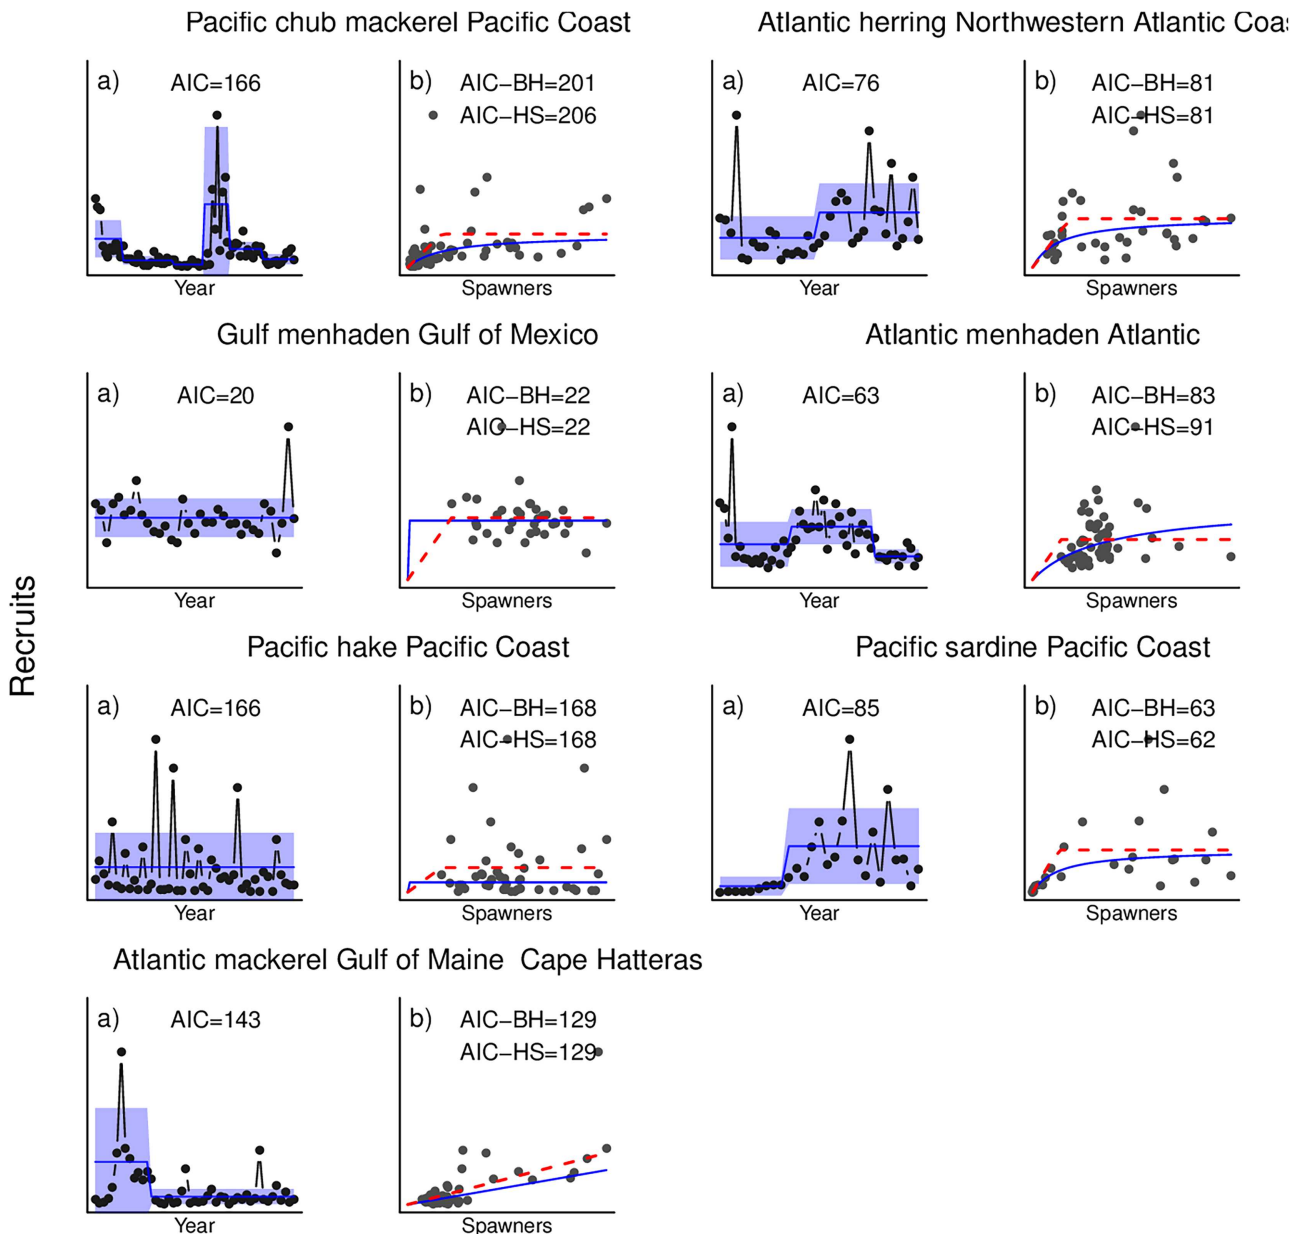 Pacific chub mackerel Pacific Coast
a) AIC=166
Year
b) AIC−BH=201
AIC−HS=206
Spawners
Atlantic herring Northwestern Atlantic Coas
a) AIC=76
Year
b) AIC−BH=81
AIC−HS=81
Spawners
Gulf menhaden Gulf of Mexico
a) AIC=20
Year
b) AIC−BH=22
AIC−HS=22
Spawners
Atlantic menhaden Atlantic
a) AIC=63
Year
b) AIC−BH=83
AIC−HS=91
Spawners
Recruits
Pacific hake Pacific Coast
a) AIC=166
Year
b) AIC−BH=168
AIC−HS=168
Spawners
Pacific sardine Pacific Coast
a) AIC=85
Year
b) AIC−BH=63
AIC−HS=62
Spawners
Atlantic mackerel Gulf of Maine Cape Hatteras
a) AIC=143
Year
b) AIC−BH=129
AIC−HS=129
Spawners